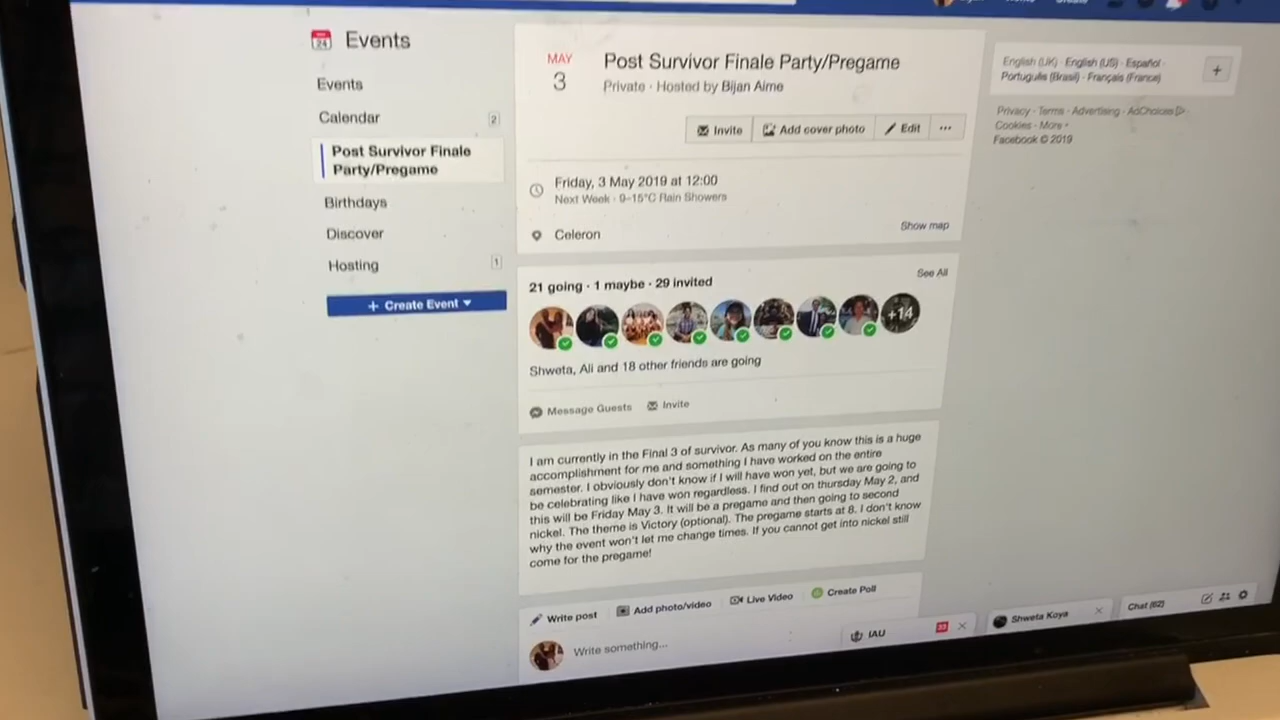 Events
Events
Calendar
2
Post Survivor Finale
Party/Pregame
Birthdays
Discover
Hosting
1
+ Create Event
MAY
3
Post Survivor Finale Party/Pregame
Private · Hosted by Bijan Aime
Invite
Add cover photo
Edit
Friday, 3 May 2019 at 12:00
Next Week · 9–15°C Rain Showers
Celeron
Show map
21 going · 1 maybe · 29 invited
See All
+14
Shweta, Ali and 18 other friends are going
Message Guests
Invite
I am currently in the Final 3 of survivor. As many of you know this is a huge
accomplishment for me and something I have worked on the entire
semester. I obviously don't know if I will have won yet, but we are going to
be celebrating like I have won regardless. I find out on thursday May 2, and
this will be Friday May 3. It will be a pregame and then going to second
nickel. The theme is Victory (optional). The pregame starts at 8. I don't know
why the event won't let me change times. If you cannot get into nickel still
come for the pregame!
Write post
Add photo/video
Live Video
Create Poll
Write something...
English (UK) · English (US) · Español ·
Português (Brasil) · Français (France)
+
Privacy · Terms · Advertising · AdChoices
Cookies · More
Facebook © 2019
IAU
Shweta Koya
Chat (62)